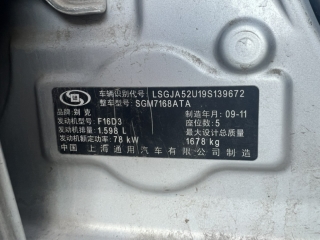 车辆识别代号 LSGJA52U19S139672
整车型号: SGM7168ATA
品牌: 别克 制造年月: 09-11
发动机型号: F16D3 座位数: 5
发动机排量: 1.598 L 最大设计总质量:
发动机额定功率: 78 kW 1678 kg
中国 上海通用汽车有限公司制造